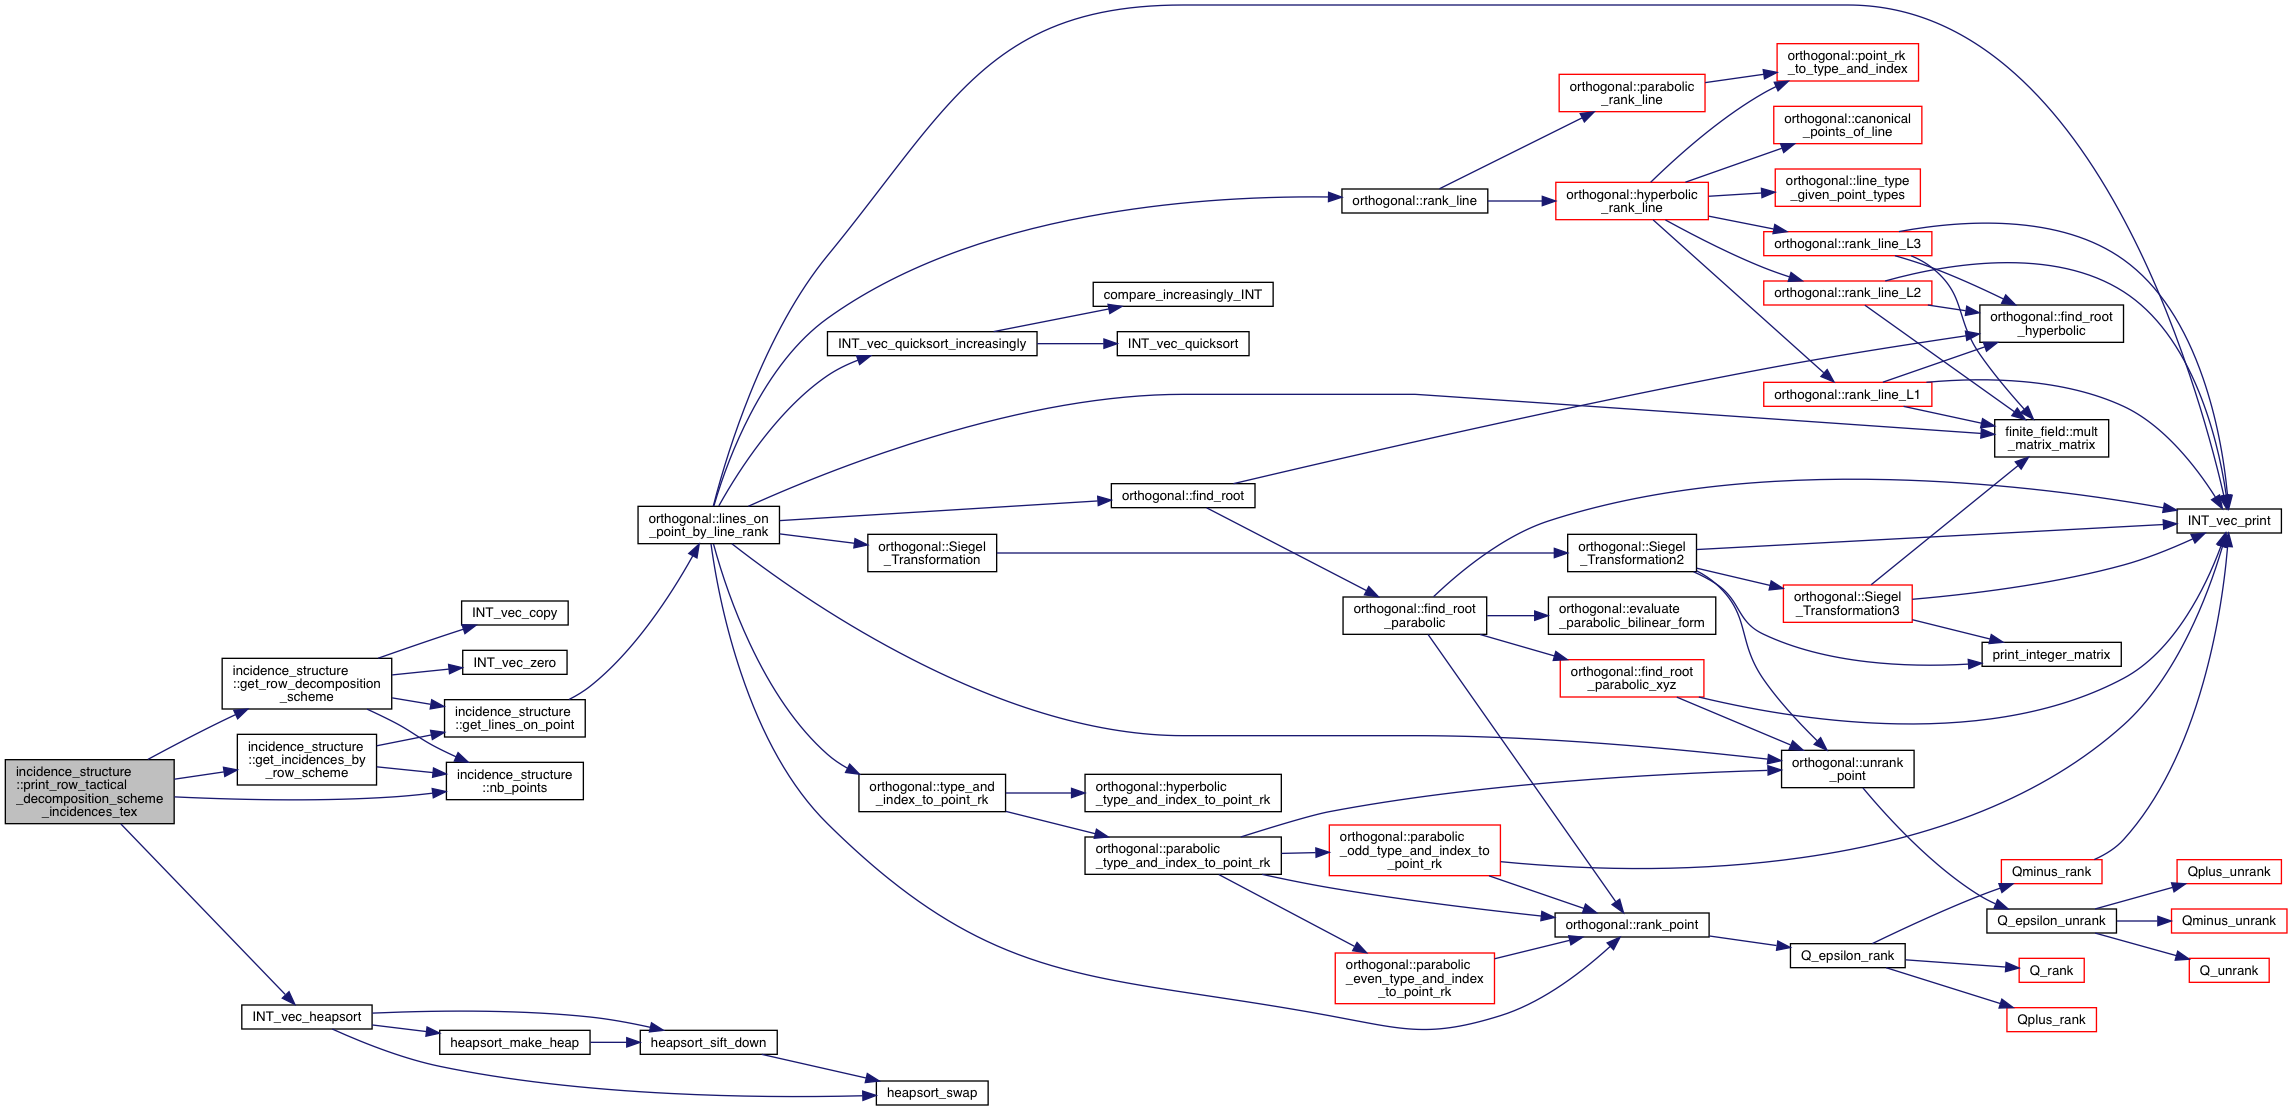 incidence_structure
::print_row_tactical
_decomposition_scheme
_incidences_tex
incidence_structure
::get_row_decomposition
_scheme
incidence_structure
::get_incidences_by
_row_scheme
INT_vec_heapsort
INT_vec_copy
INT_vec_zero
incidence_structure
::get_lines_on_point
incidence_structure
::nb_points
heapsort_make_heap
heapsort_sift_down
heapsort_swap
orthogonal::lines_on
_point_by_line_rank
INT_vec_quicksort_increasingly
compare_increasingly_INT
INT_vec_quicksort
orthogonal::find_root
orthogonal::Siegel
_Transformation
orthogonal::type_and
_index_to_point_rk
orthogonal::hyperbolic
_type_and_index_to_point_rk
orthogonal::parabolic
_type_and_index_to_point_rk
orthogonal::rank_line
orthogonal::find_root
_parabolic
orthogonal::parabolic
_odd_type_and_index_to
_point_rk
orthogonal::parabolic
_even_type_and_index
_to_point_rk
orthogonal::parabolic
_rank_line
orthogonal::hyperbolic
_rank_line
orthogonal::Siegel
_Transformation2
orthogonal::evaluate
_parabolic_bilinear_form
orthogonal::find_root
_parabolic_xyz
orthogonal::rank_point
orthogonal::point_rk
_to_type_and_index
orthogonal::canonical
_points_of_line
orthogonal::line_type
_given_point_types
orthogonal::rank_line_L3
orthogonal::rank_line_L2
orthogonal::rank_line_L1
orthogonal::Siegel
_Transformation3
orthogonal::unrank
_point
Q_epsilon_rank
orthogonal::find_root
_hyperbolic
finite_field::mult
_matrix_matrix
print_integer_matrix
Qminus_rank
Q_epsilon_unrank
Q_rank
Qplus_rank
INT_vec_print
Qplus_unrank
Qminus_unrank
Q_unrank